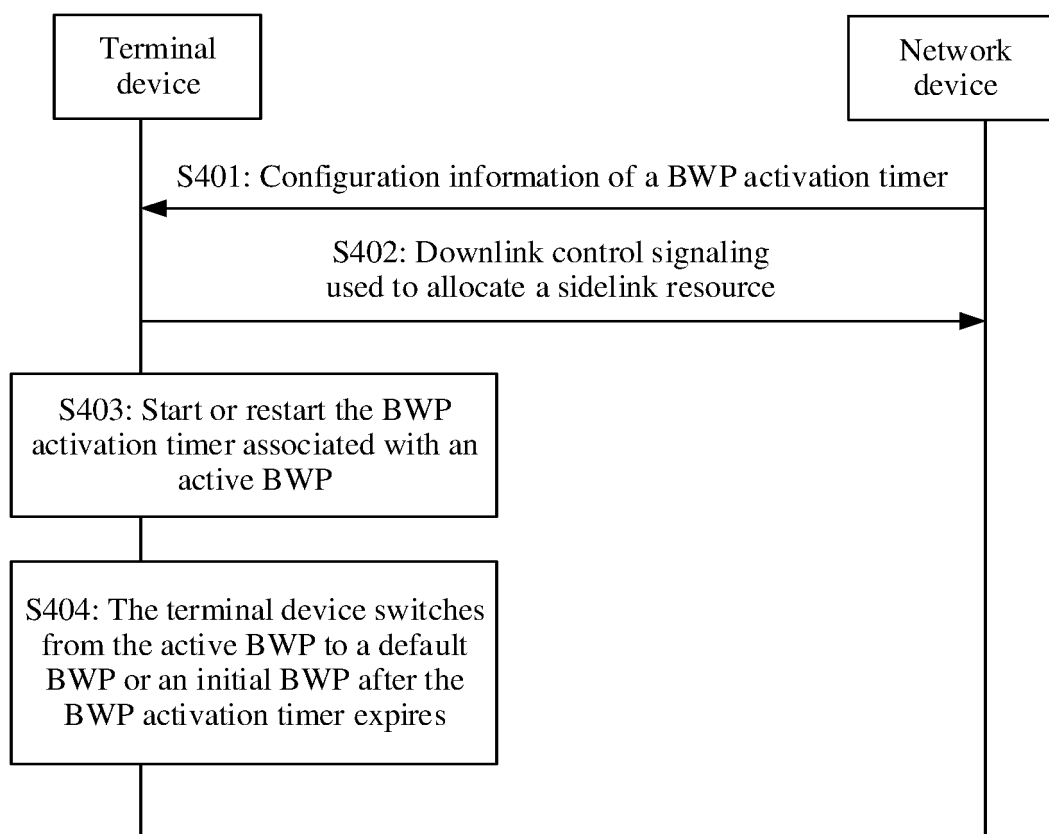 Terminal
device
Network
device
S401: Configuration information of a BWP activation timer
S402: Downlink control signaling
used to allocate a sidelink resource
S403: Start or restart the BWP
activation timer associated with an
active BWP
S404: The terminal device switches
from the active BWP to a default
BWP or an initial BWP after the
BWP activation timer expires